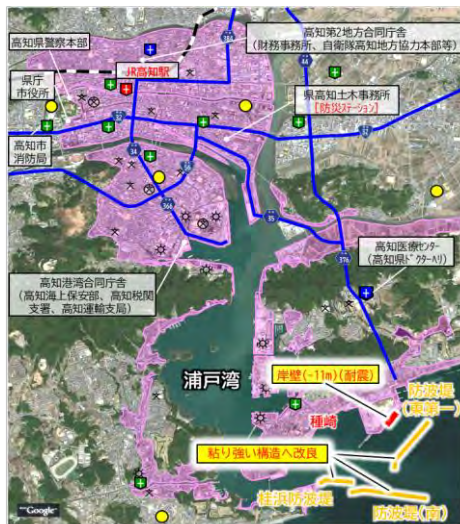 高知県警察本部
高知第2地方合同庁舎
(財務事務所、自衛隊高知地方協力本部等)
384
44
JR高知駅
県庁
市役所
県高知土木事務所
[防災ステーション]
32
高知市
消防局
34
366
95
376
高知医療センター
(高知県ドクターヘリ)
高知港湾合同庁舎
(高知海上保安部、高知税関
支署、高知運輸支局)
浦戸湾
岸壁(-11m)(耐震)
防波堤
(東第一)
種崎
粘り強い構造へ改良
桂浜防波堤
防波堤(南)
Google